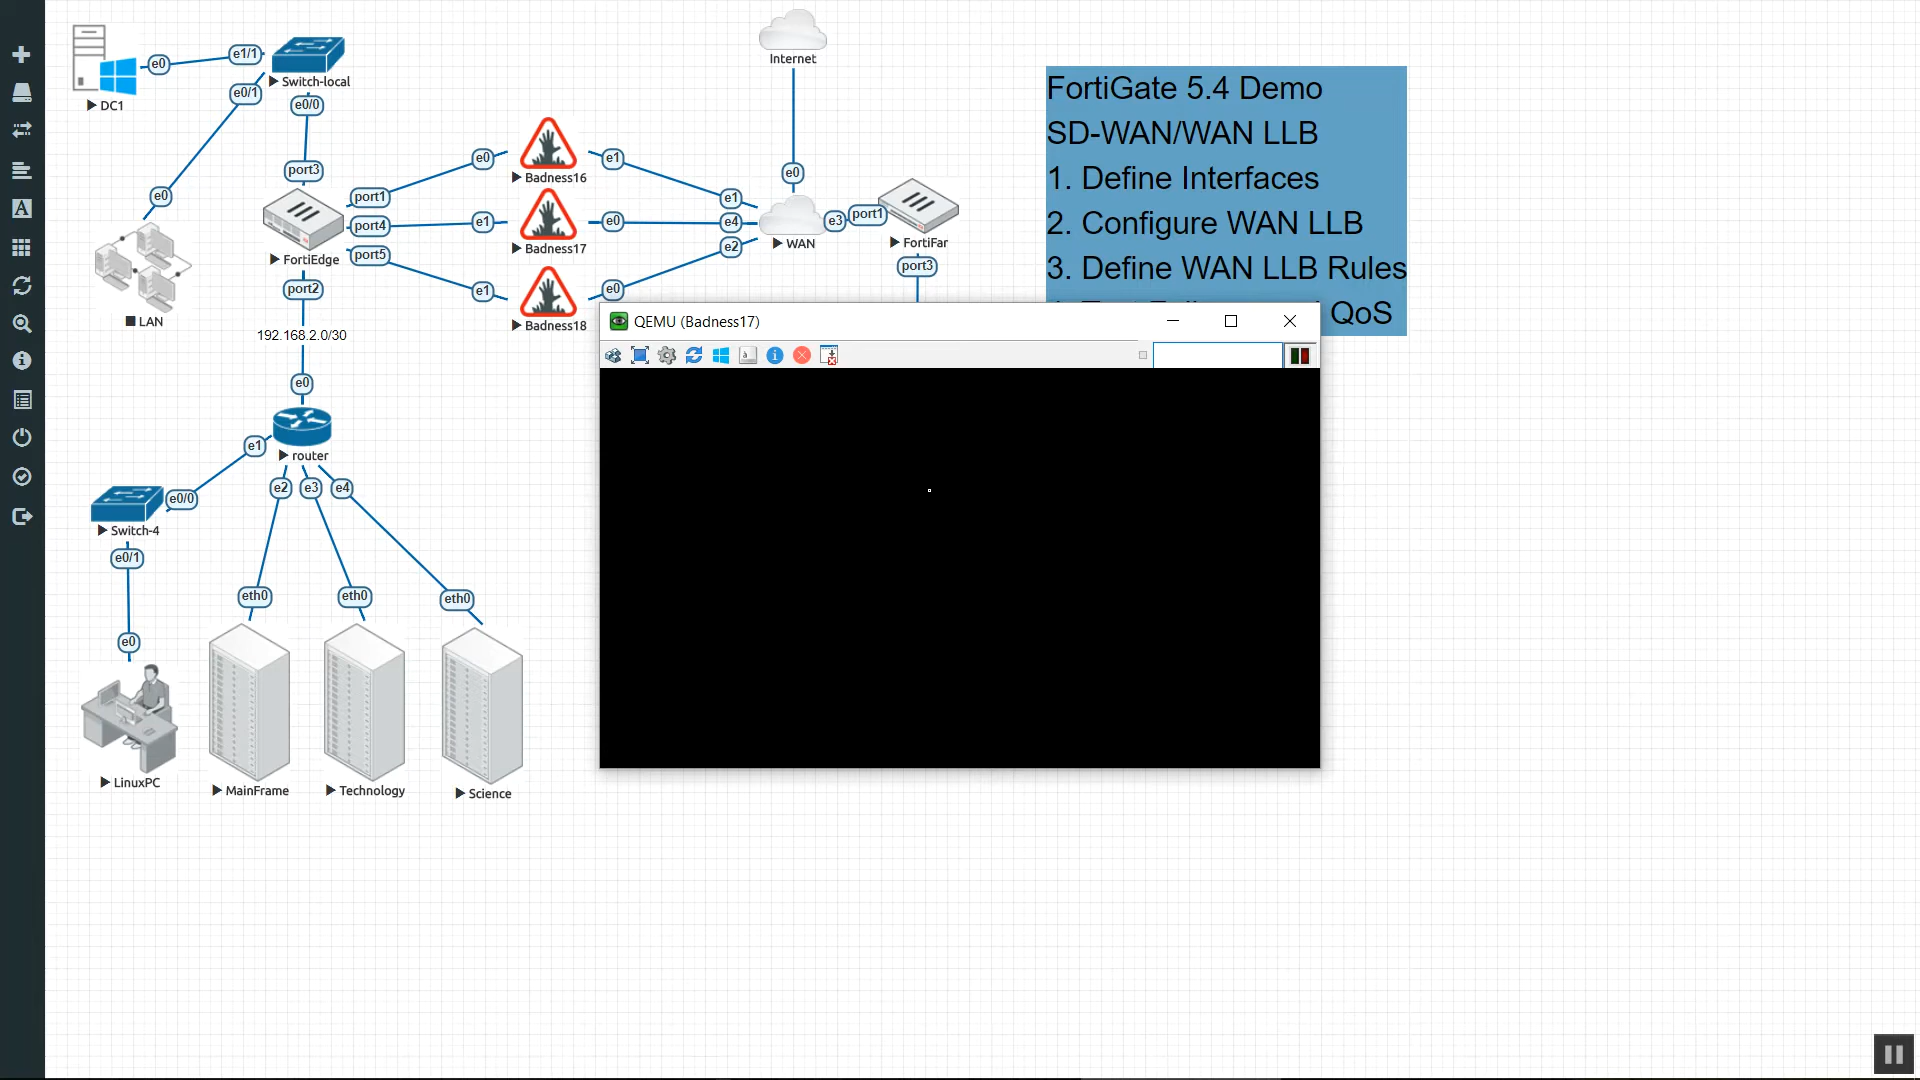 Internet
e0
e1/1
Switch-local
DC1
e0/1
e0/0
FortiGate 5.4 Demo
SD-WAN/WAN LLB
1. Define Interfaces
2. Configure WAN LLB
3. Define WAN LLB Rules
QoS
e0
e1
Badness16
port3
e0
e0
port1
e1
port4
e1
e0
e4
e3
port1
Badness17
WAN
FortiFar
port5
e2
FortiEdge
port3
port2
e1
e0
LAN
Badness18
192.168.2.0/30
QEMU (Badness17)
e0
e1
router
e2
e3
e4
e0/0
Switch-4
e0/1
eth0
eth0
eth0
e0
LinuxPC
MainFrame
Technology
Science